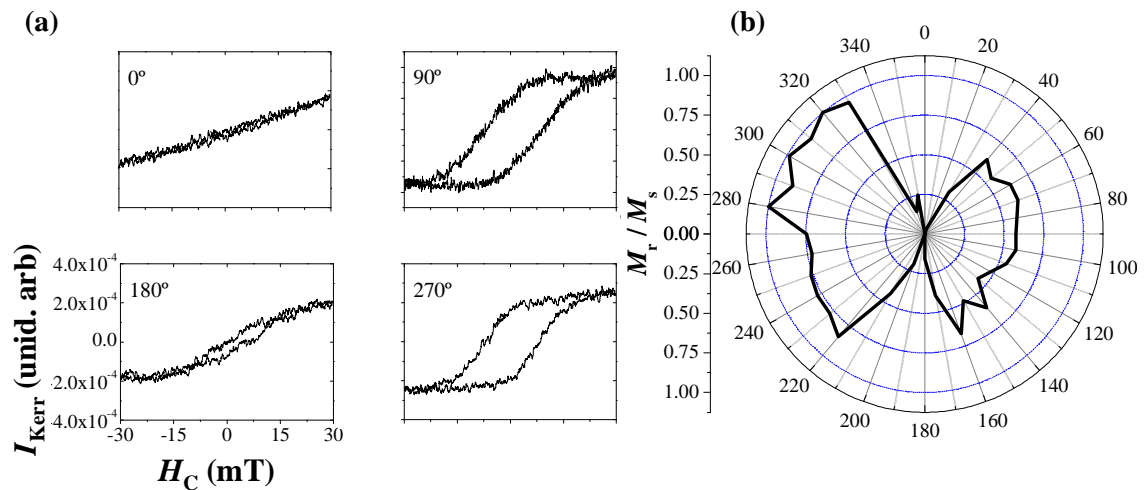 (a)
(b)
0º
90º
180º
270º
4.0x10⁻⁴
2.0x10⁻⁴
0.0
-2.0x10⁻⁴
-4.0x10⁻⁴
-30 -15 0 15 30
I_Kerr (unid. arb)
H_C (mT)
1.00
0.75
0.50
0.25
0.00
0.25
0.50
0.75
1.00
M_r / M_s
0
20
40
60
80
100
120
140
160
180
200
220
240
260
280
300
320
340